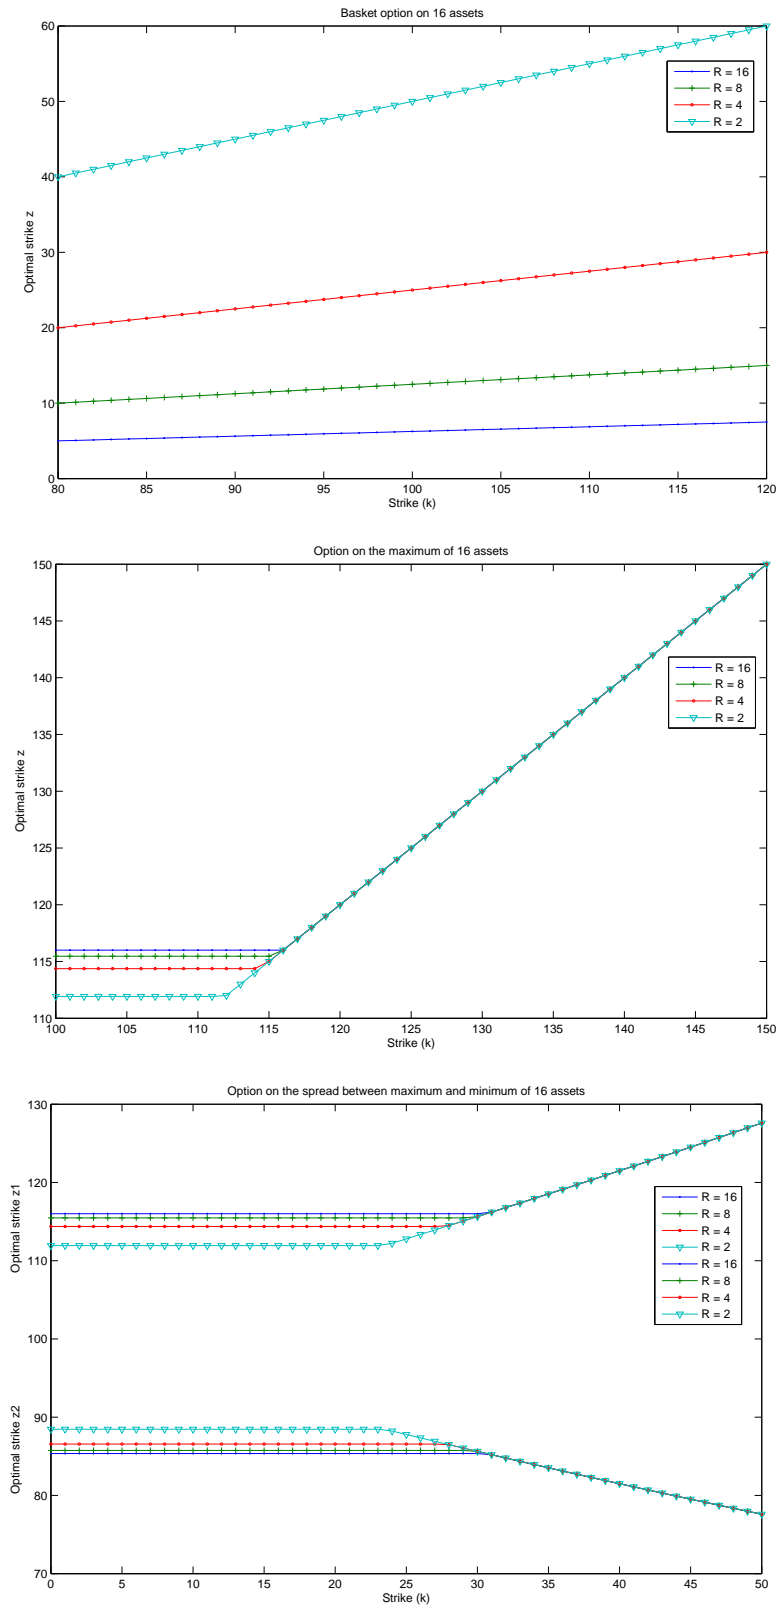 Basket option on 16 assets
60
50
40
30
20
10
0
Optimal strike z
R = 16
R = 8
R = 4
R = 2
80 85 90 95 100 105 110 115 120
Strike (k)
Option on the maximum of 16 assets
150
145
140
135
130
125
120
115
110
Optimal strike z
R = 16
R = 8
R = 4
R = 2
100 105 110 115 120 125 130 135 140 145 150
Strike (k)
Option on the spread between maximum and minimum of 16 assets
130
120
110
100
90
80
70
Optimal strike z1
Optimal strike z2
R = 16
R = 8
R = 4
R = 2
R = 16
R = 8
R = 4
R = 2
0 5 10 15 20 25 30 35 40 45 50
Strike (k)